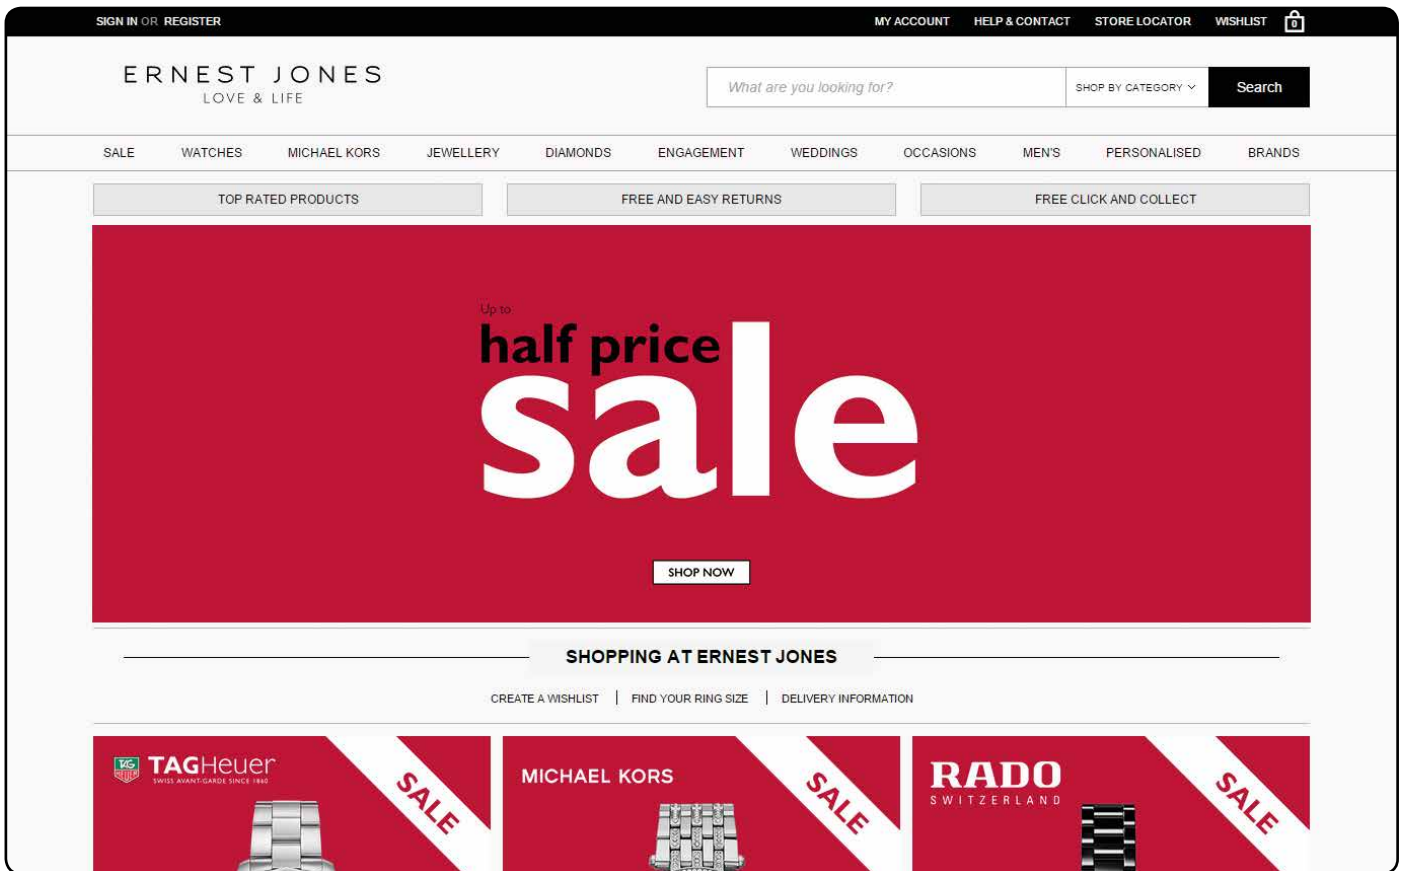 SIGN IN OR REGISTER
MY ACCOUNT HELP & CONTACT STORE LOCATOR WISHLIST 0
ERNEST JONES
LOVE & LIFE
What are you looking for? SHOP BY CATEGORY Search
SALE WATCHES MICHAEL KORS JEWELLERY DIAMONDS ENGAGEMENT WEDDINGS OCCASIONS MEN'S PERSONALISED BRANDS
TOP RATED PRODUCTS FREE AND EASY RETURNS FREE CLICK AND COLLECT
Up to
half price
sale
SHOP NOW
SHOPPING AT ERNEST JONES
CREATE A WISHLIST | FIND YOUR RING SIZE | DELIVERY INFORMATION
TAG HEUER
TAGHeuer
SWISS AVANT-GARDE SINCE 1860
SALE
MICHAEL KORS
SALE
RADO
SWITZERLAND
SALE